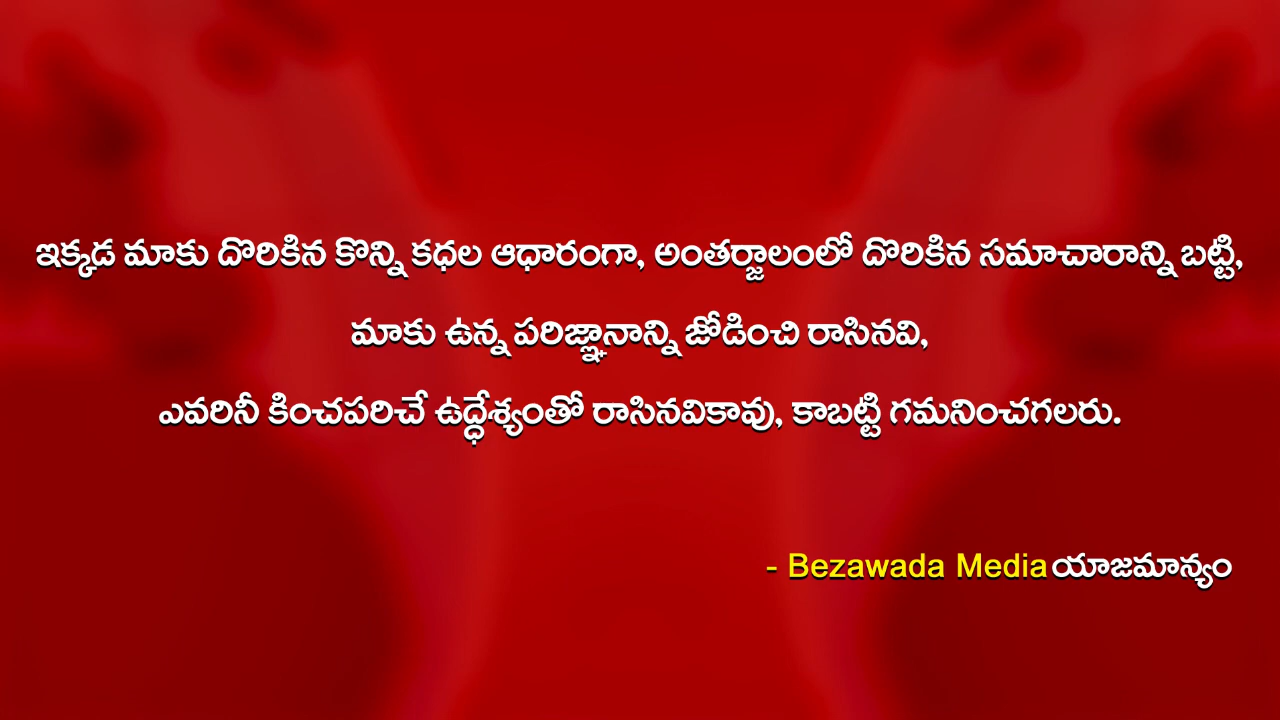 ఇక్కడ మాకు దొరికిన కొన్ని కధల ఆధారంగా, అంతర్జాలంలో దొరికిన సమాచారాన్ని బట్టి,
మాకు ఉన్న పరిజ్ఞానాన్ని జోడించి రాసినవి,
ఎవరినీ కించపరిచే ఉద్ధేశ్యంతో రాసినవికావు, కాబట్టి గమనించగలరు.
- Bezawada Media యాజమాన్యం